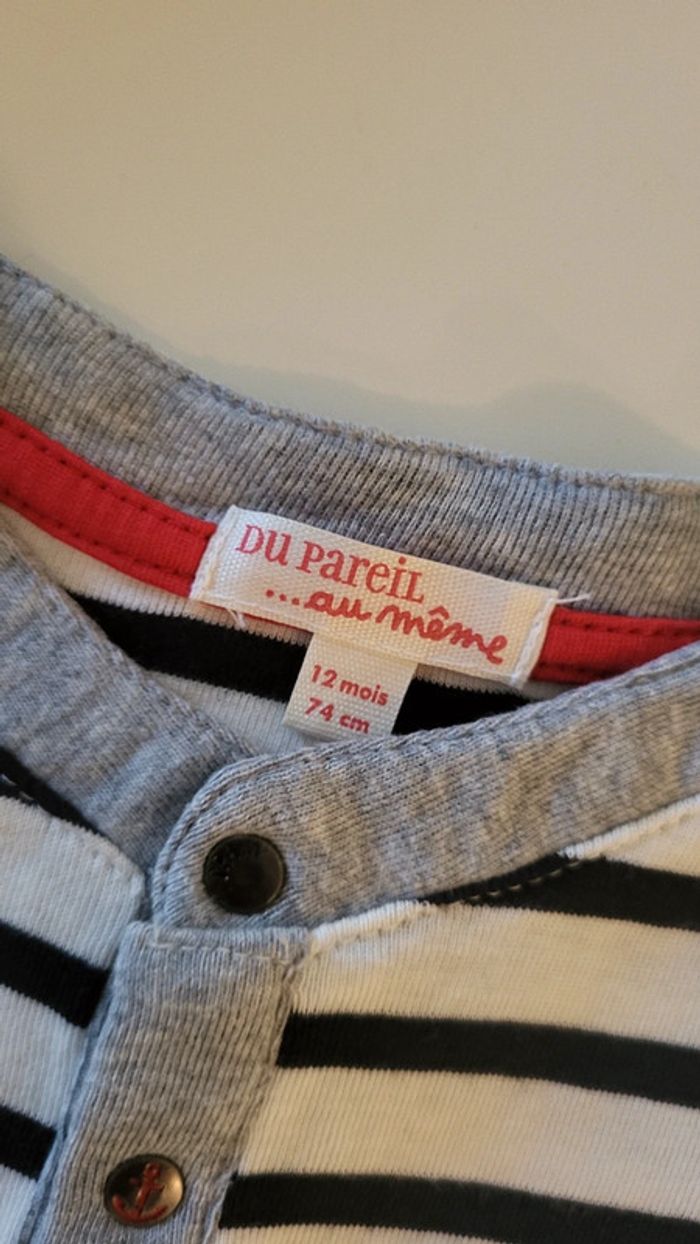 DU PAREIL
...au même
12 mois
74 cm